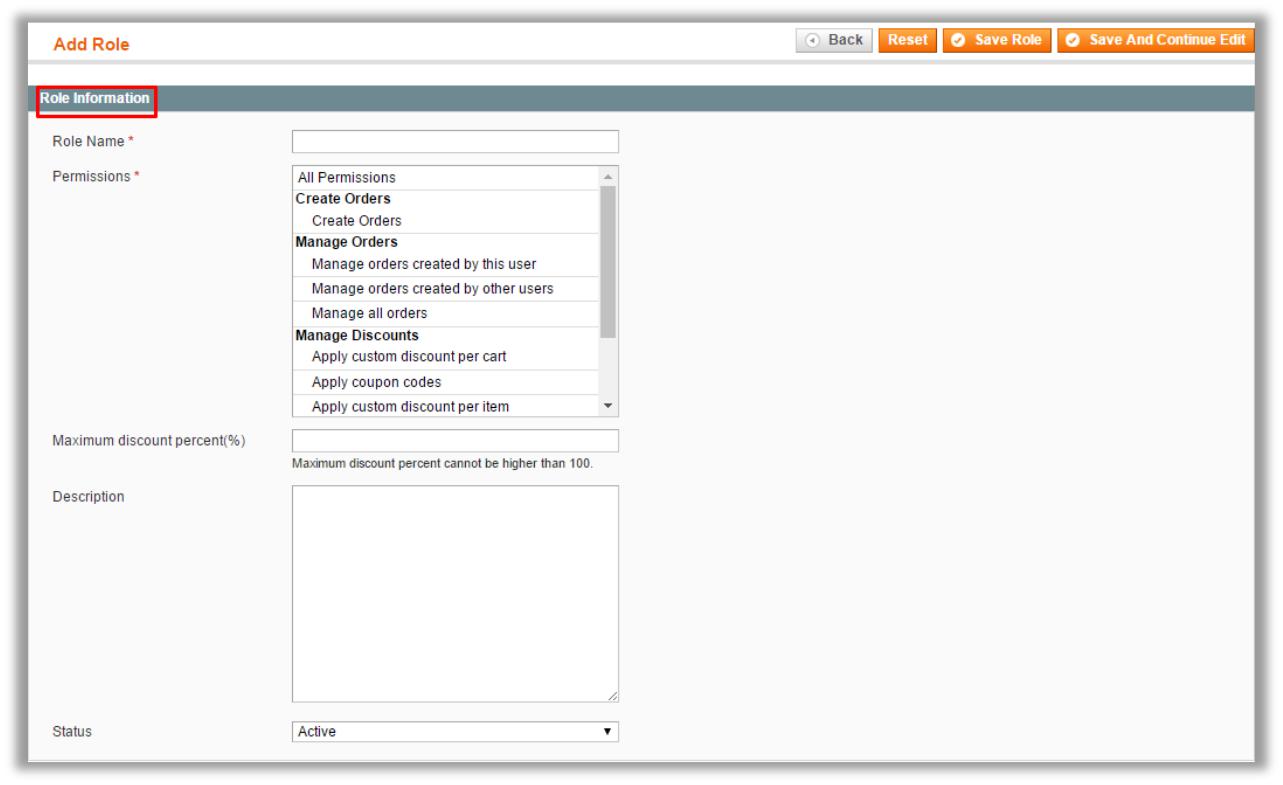 Add Role
Back Reset Save Role Save And Continue Edit
Role Information
Role Name *
Permissions *
All Permissions
Create Orders
Create Orders
Manage Orders
Manage orders created by this user
Manage orders created by other users
Manage all orders
Manage Discounts
Apply custom discount per cart
Apply coupon codes
Apply custom discount per item
Maximum discount percent(%)
Maximum discount percent cannot be higher than 100.
Description
Status
Active